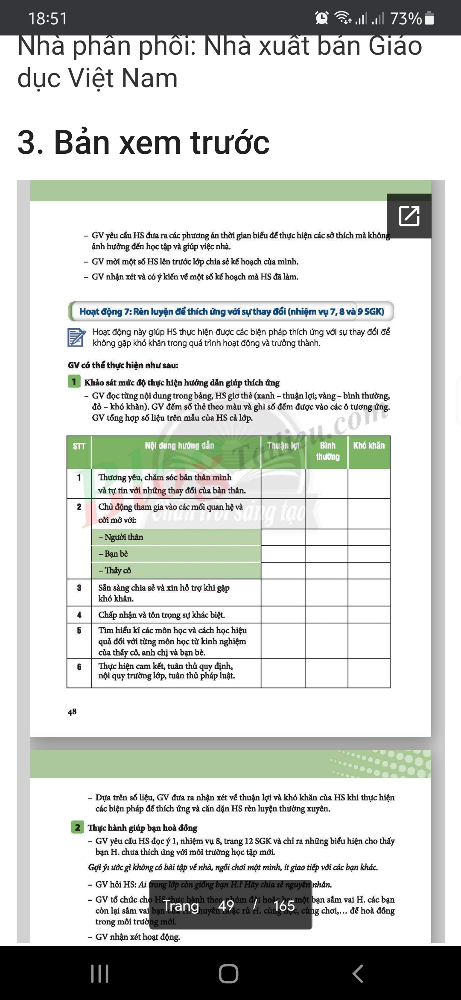 18:51
73%
Nhà phân phối: Nhà xuất bản Giáo
dục Việt Nam
3. Bản xem trước
– GV yêu cầu HS đưa ra các phương án thời gian biểu để thực hiện các sở thích mà không
ảnh hưởng đến học tập và giúp việc nhà.
– GV mời một số HS lên trước lớp chia sẻ kế hoạch của mình.
– GV nhận xét và có ý kiến về một số kế hoạch mà HS đã làm.
Hoạt động 7: Rèn luyện để thích ứng với sự thay đổi (nhiệm vụ 7, 8 và 9 SGK)
Hoạt động này giúp HS thực hiện được các biện pháp thích ứng với sự thay đổi để
không gặp khó khăn trong quá trình hoạt động và trưởng thành.
GV có thể thực hiện như sau:
1 Khảo sát mức độ thực hiện hướng dẫn giúp thích ứng
– GV đọc từng nội dung trong bảng, HS giơ thẻ (xanh – thuận lợi; vàng – bình thường,
đỏ – khó khăn). GV đếm số thẻ theo màu và ghi số đếm được vào các ô tương ứng.
GV tổng hợp số liệu trên mẫu của HS cả lớp.
Blog Tailieu.com
Chân trời sáng tạo
STT Nội dung hướng dẫn Thuận lợi Bình Khó khăn
thường
1 Thương yêu, chăm sóc bản thân mình
và tự tin với những thay đổi của bản thân.
2 Chủ động tham gia vào các mối quan hệ và
cởi mở với:
– Người thân
– Bạn bè
– Thầy cô
3 Sẵn sàng chia sẻ và xin hỗ trợ khi gặp
khó khăn.
4 Chấp nhận và tôn trọng sự khác biệt.
5 Tìm hiểu kĩ các môn học và cách học hiệu
quả đối với từng môn học từ kinh nghiệm
của thầy cô, anh chị và bạn bè.
6 Thực hiện cam kết, tuân thủ quy định,
nội quy trường lớp, tuân thủ pháp luật.
48
– Dựa trên số liệu, GV đưa ra nhận xét về thuận lợi và khó khăn của HS khi thực hiện
các biện pháp để thích ứng và căn dặn HS rèn luyện thường xuyên.
2 Thực hành giúp bạn hoà đồng
– GV yêu cầu HS đọc ý 1, nhiệm vụ 8, trang 12 SGK và chỉ ra những biểu hiện cho thấy
bạn H. chưa thích ứng với môi trường học tập mới.
Gợi ý: ước gì không có bài tập về nhà, ngồi chơi một mình, ít giao tiếp với các bạn khác.
– GV hỏi HS: Ai trong lớp còn giống bạn H.? Hãy chia sẻ nguyên nhân.
– GV tổ chức cho HS thực hành theo nhóm đôi hoặc ba: một bạn sắm vai H. các bạn
còn lại sắm vai bạn của H. khuyên hoặc rủ H. cùng học, cùng chơi,... để hoà đồng
trong môi trường mới.
– GV nhận xét hoạt động.
Trang 49 / 165